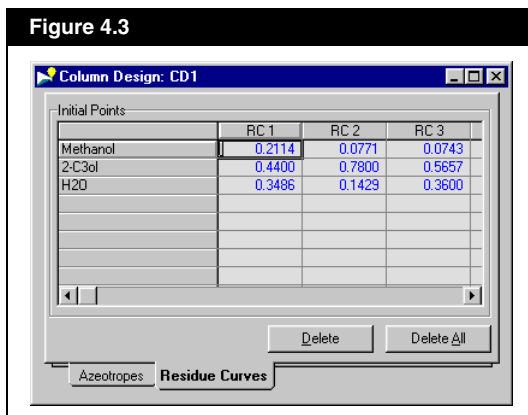 Figure 4.3
Column Design: CD1
Initial Points
RC 1 RC 2 RC 3
Methanol 0.2114 0.0771 0.0743
2-C3ol 0.4400 0.7800 0.5657
H2O 0.3486 0.1429 0.3600
Delete Delete All
Azeotropes Residue Curves